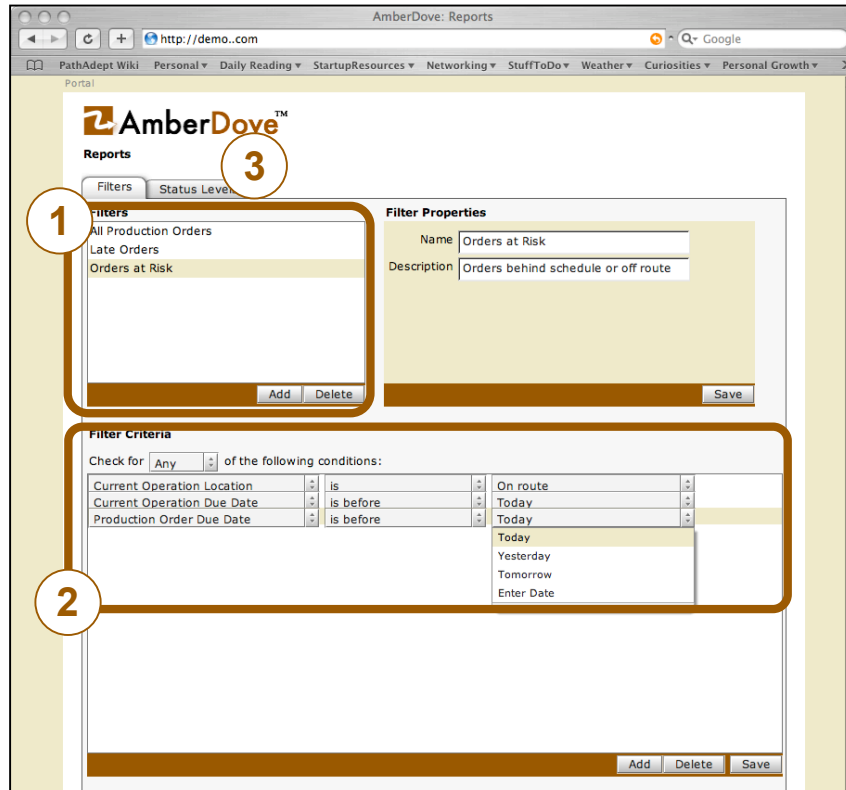 AmberDove: Reports
http://demo..com
Google
PathAdept Wiki Personal Daily Reading StartupResources Networking StuffToDo Weather Curiosities Personal Growth
Portal
AmberDove™
Reports
3
Filters Status Leve
1
Filters
All Production Orders
Late Orders
Orders at Risk
Add Delete
Filter Properties
Name Orders at Risk
Description Orders behind schedule or off route
Save
Filter Criteria
Check for Any of the following conditions:
Current Operation Location is On route
Current Operation Due Date is before Today
Production Order Due Date is before Today
Today
Yesterday
Tomorrow
Enter Date
2
Add Delete Save